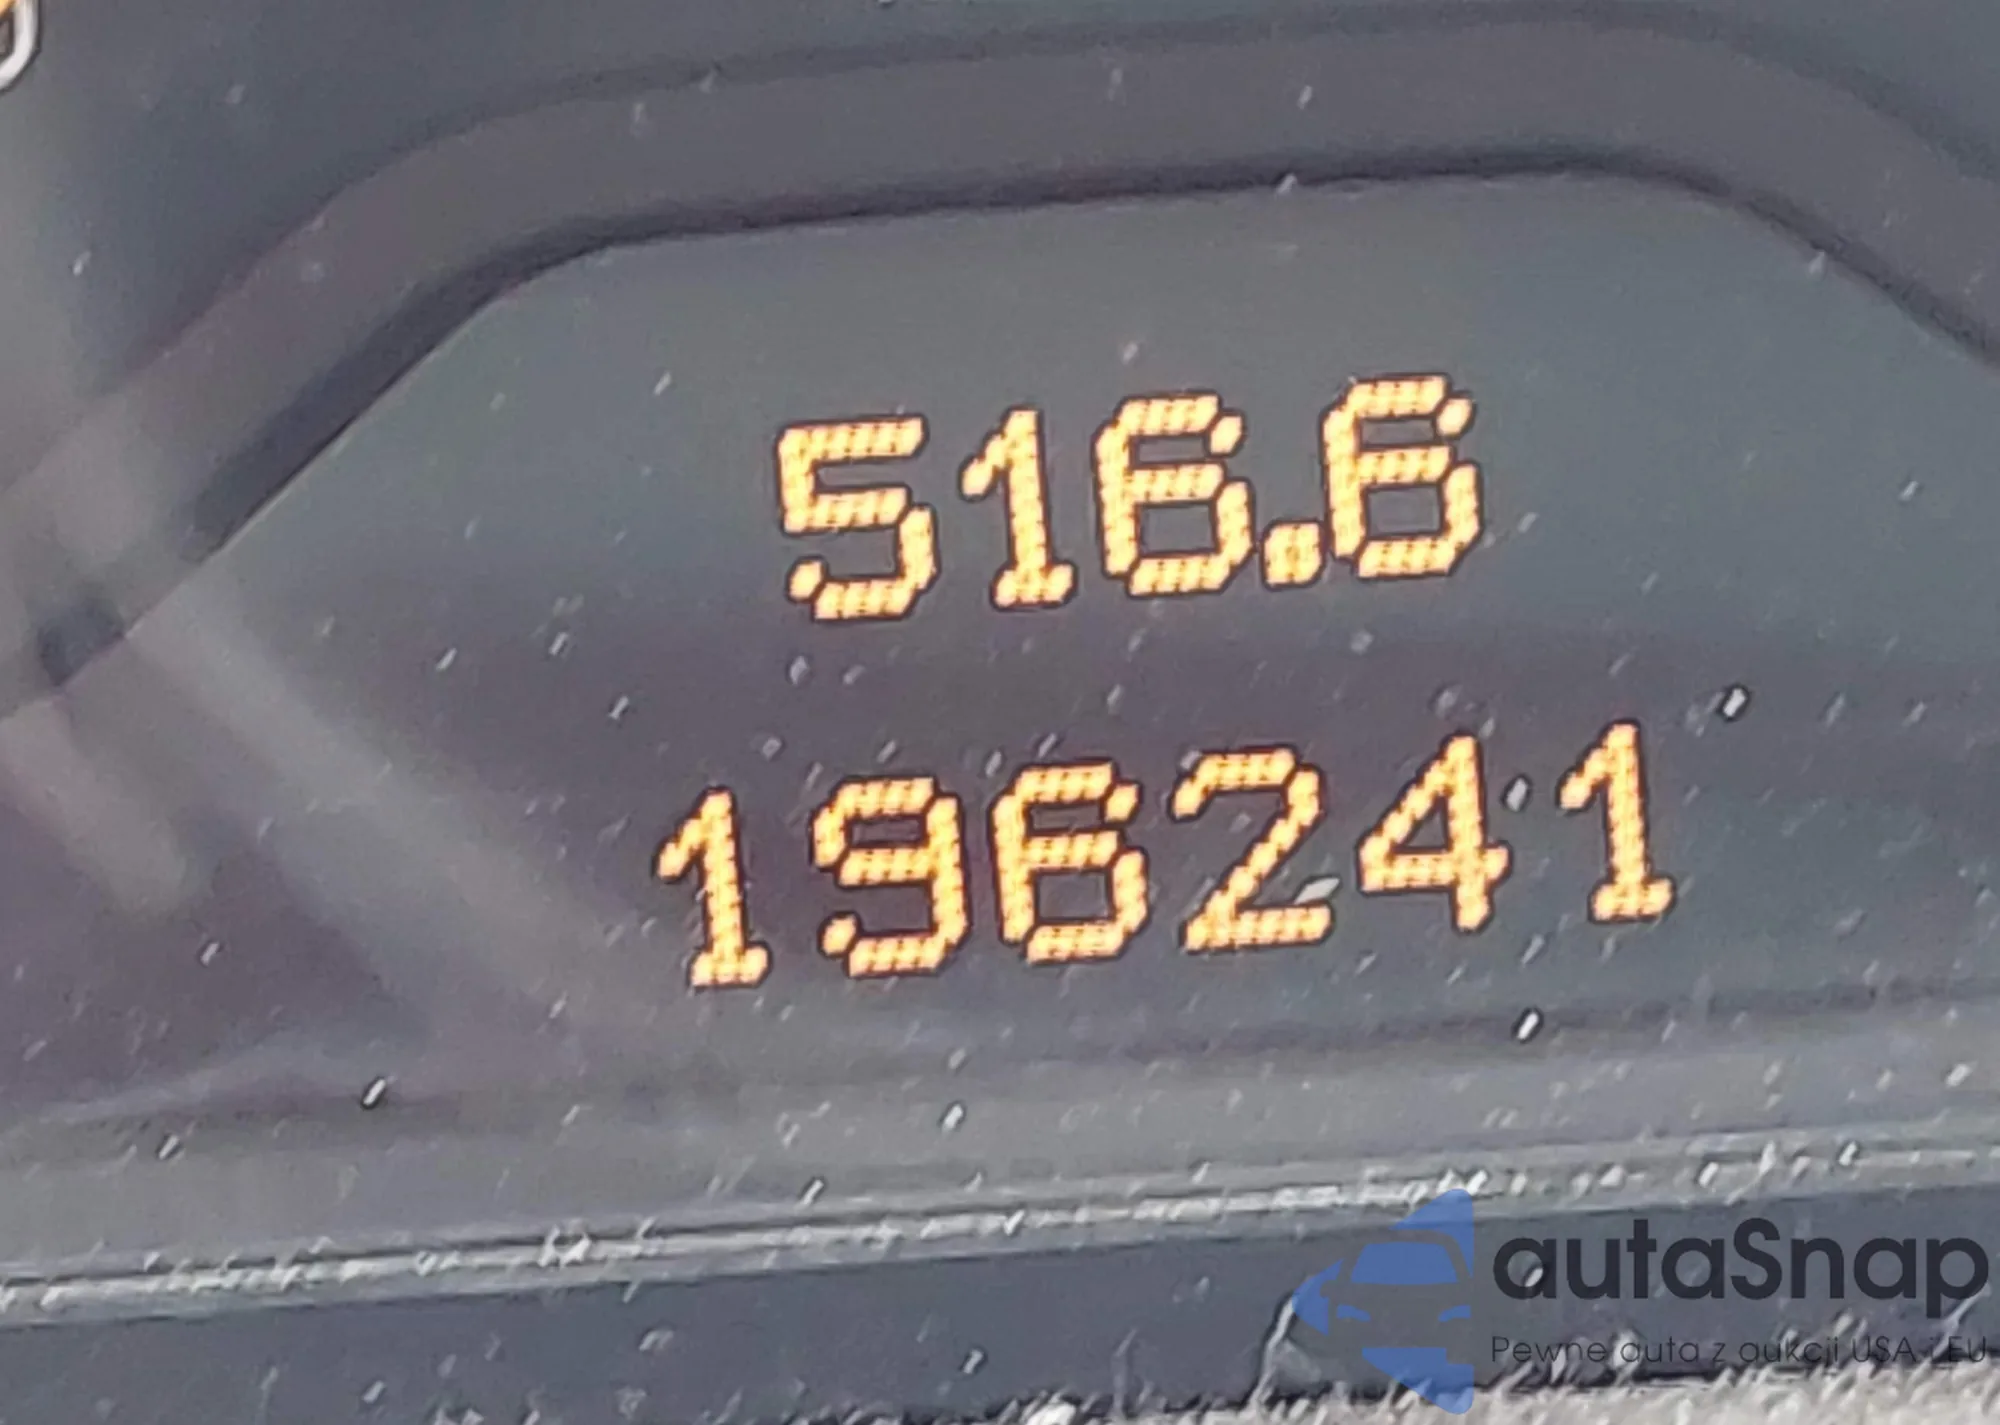 516.6
196241
autaSnap
Pewne auta z aukcji USA i EU